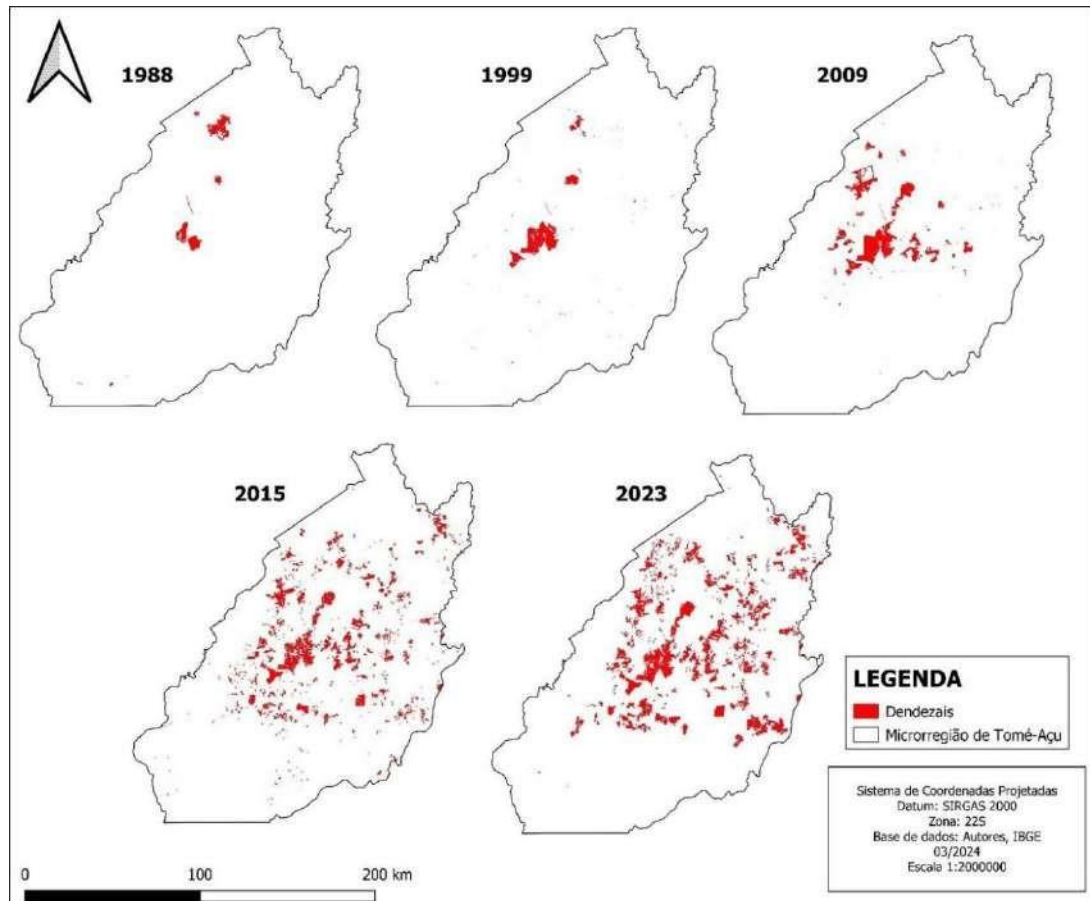 1988
1999
2009
2015
2023
LEGENDA
Dendezais
Microrregião de Tomé-Açu
Sistema de Coordenadas Projetadas
Datum: SIRGAS 2000
Zona: 22S
Base de dados: Autores, IBGE
03/2024
Escala 1:2000000
0 100 200 km